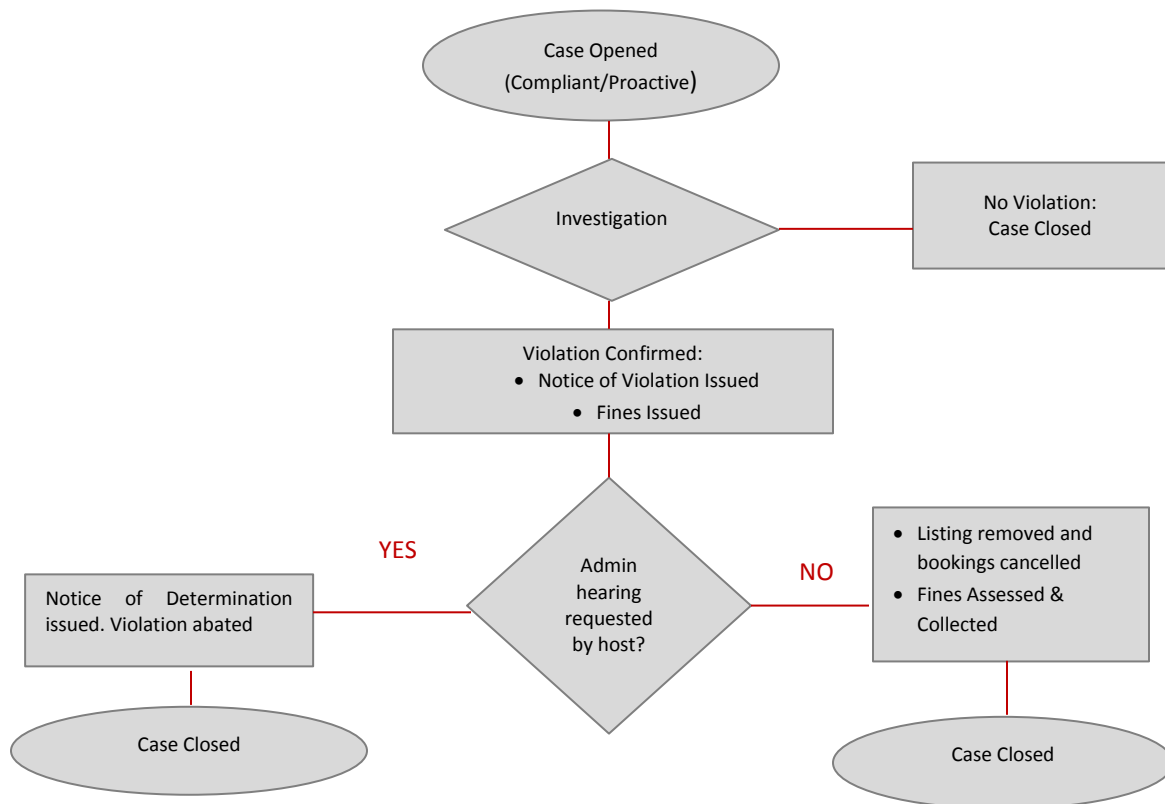 Case Opened
(Compliant/Proactive)
Investigation
No Violation:
Case Closed
Violation Confirmed:
• Notice of Violation Issued
• Fines Issued
YES
Admin
hearing
requested
by host?
NO
• Listing removed and
bookings cancelled
• Fines Assessed &
Collected
Notice of Determination
issued. Violation abated
Case Closed
Case Closed